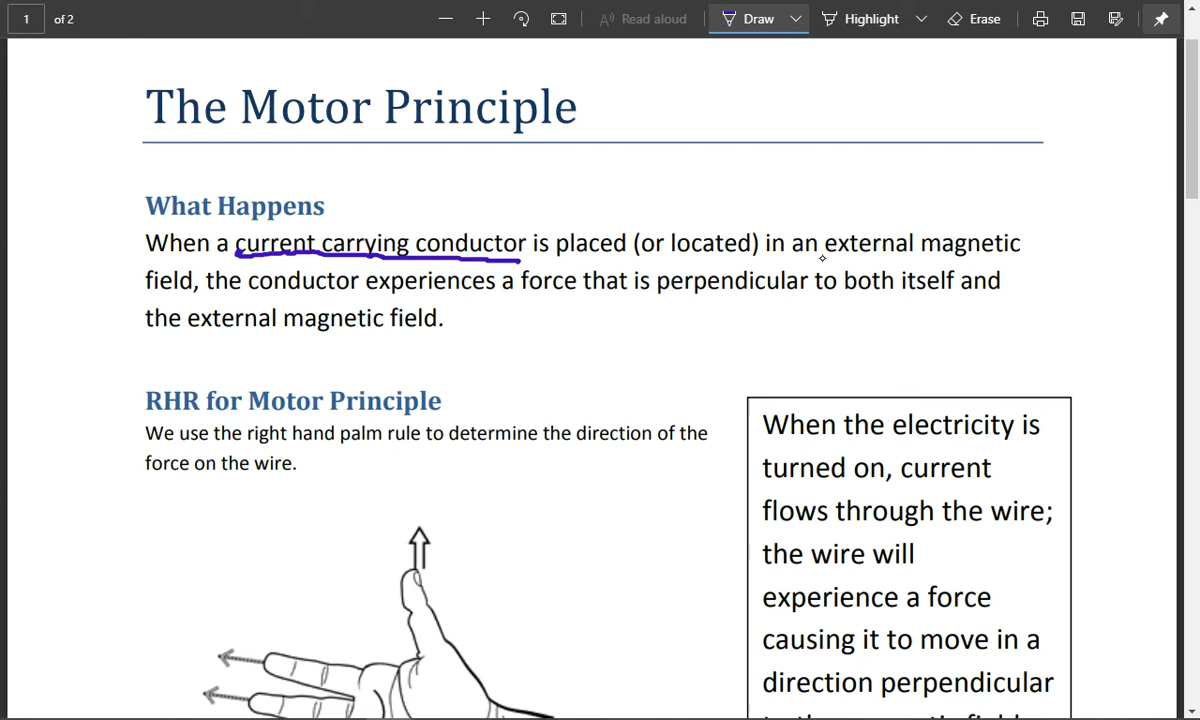 1 of 2 Read aloud Draw Highlight Erase
The Motor Principle
What Happens
When a current carrying conductor is placed (or located) in an external magnetic
field, the conductor experiences a force that is perpendicular to both itself and
the external magnetic field.
RHR for Motor Principle
We use the right hand palm rule to determine the direction of the
force on the wire.
When the electricity is
turned on, current
flows through the wire;
the wire will
experience a force
causing it to move in a
direction perpendicular